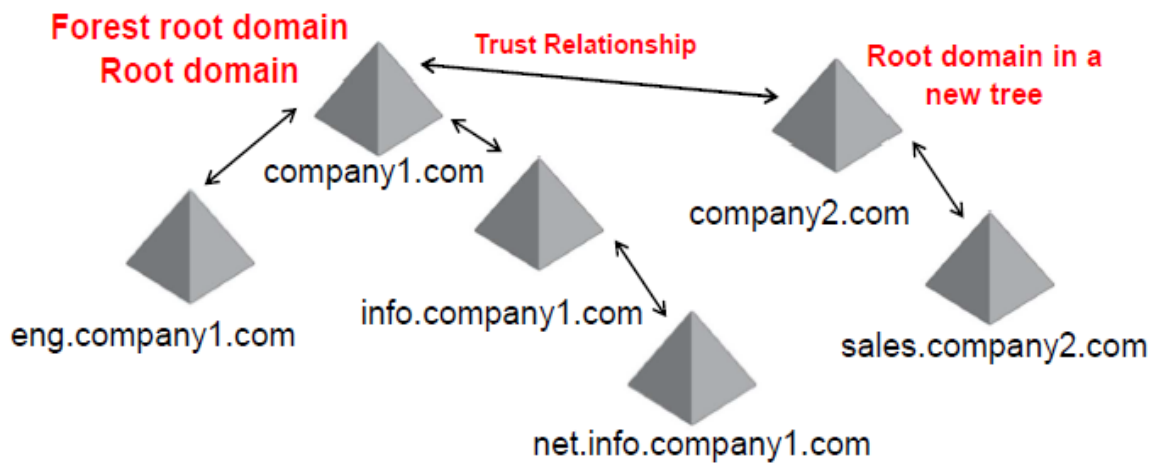 Forest root domain
Root domain
Trust Relationship
Root domain in a
new tree
company1.com
company2.com
eng.company1.com
info.company1.com
sales.company2.com
net.info.company1.com